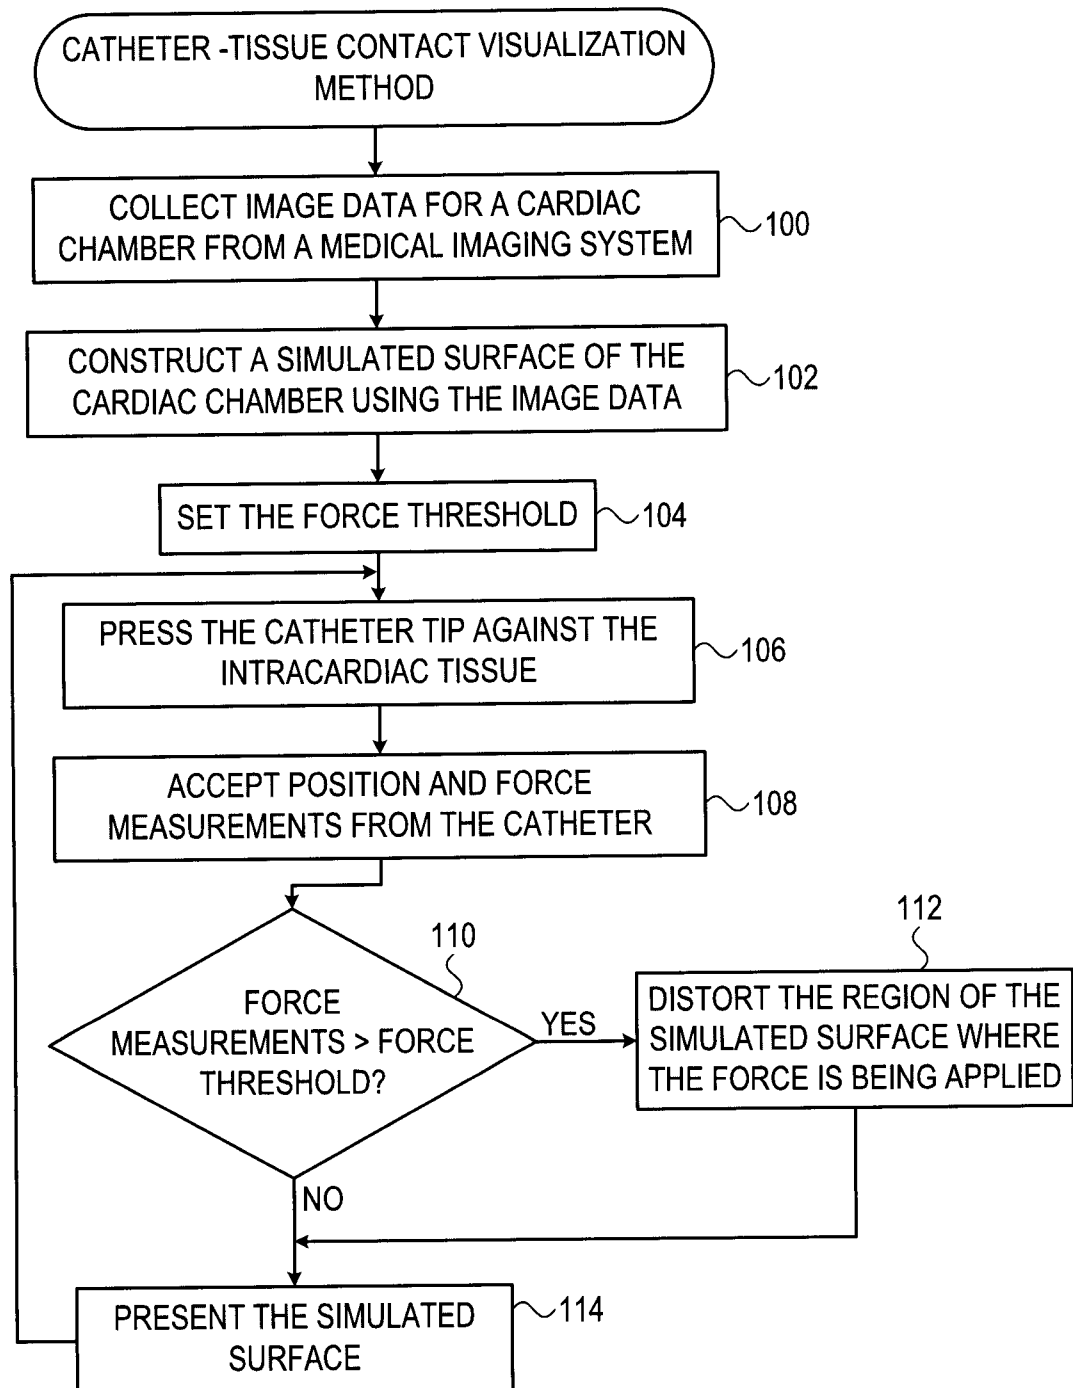 CATHETER -TISSUE CONTACT VISUALIZATION
METHOD
COLLECT IMAGE DATA FOR A CARDIAC
CHAMBER FROM A MEDICAL IMAGING SYSTEM
100
CONSTRUCT A SIMULATED SURFACE OF THE
CARDIAC CHAMBER USING THE IMAGE DATA
102
SET THE FORCE THRESHOLD
104
PRESS THE CATHETER TIP AGAINST THE
INTRACARDIAC TISSUE
106
ACCEPT POSITION AND FORCE
MEASUREMENTS FROM THE CATHETER
108
FORCE
MEASUREMENTS > FORCE
THRESHOLD?
110
YES
112
DISTORT THE REGION OF THE
SIMULATED SURFACE WHERE
THE FORCE IS BEING APPLIED
NO
PRESENT THE SIMULATED
SURFACE
114